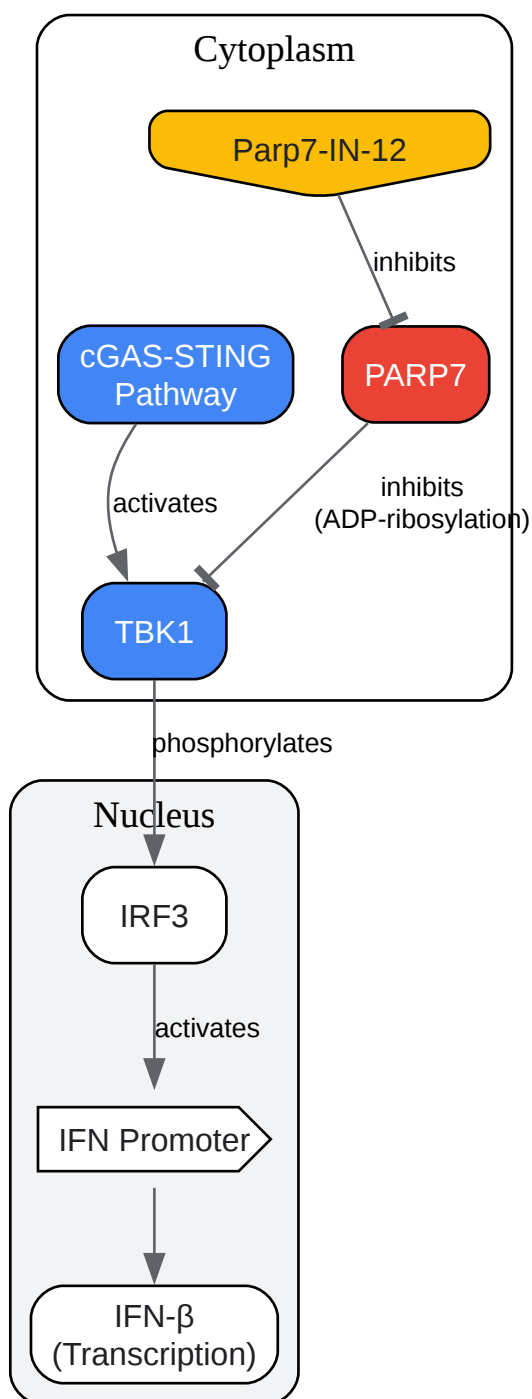 Cytoplasm
Parp7-IN-12
inhibits
cGAS-STING
Pathway
PARP7
activates
inhibits
(ADP-ribosylation)
TBK1
phosphorylates
Nucleus
IRF3
activates
IFN Promoter
IFN-β
(Transcription)